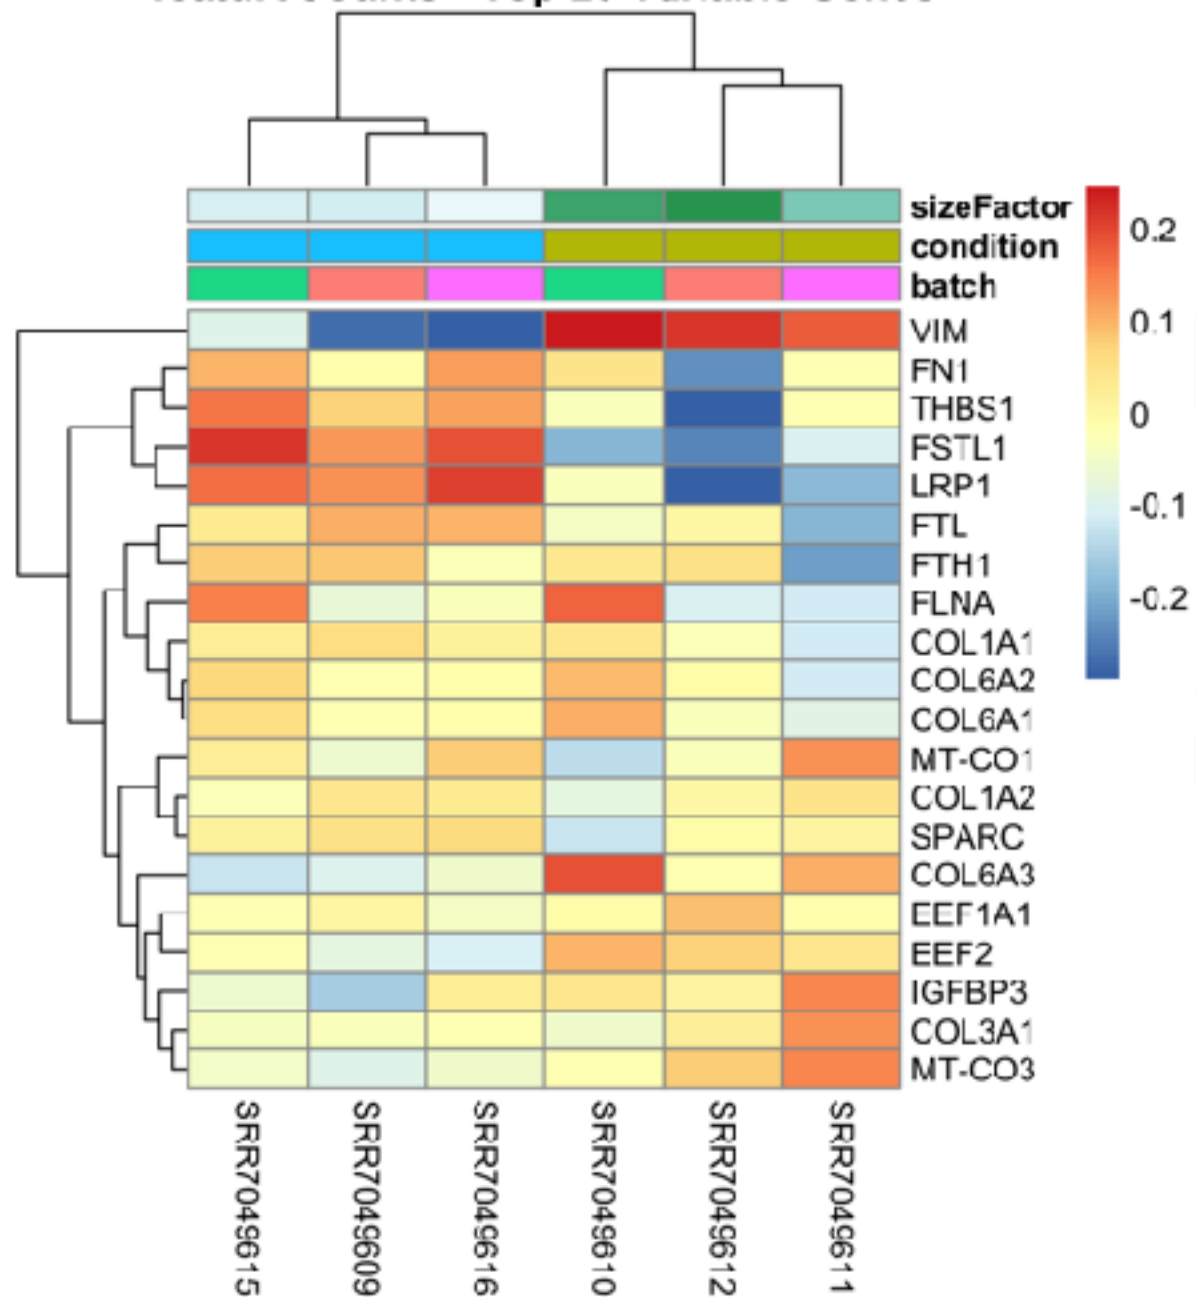 sizeFactor
condition
batch
VIM
FN1
THBS1
FSTL1
LRP1
FTL
FTH1
FLNA
COL1A1
COL6A2
COL6A1
MT-CO1
COL1A2
SPARC
COL6A3
EEF1A1
EEF2
IGFBP3
COL3A1
MT-CO3
0.2
0.1
0
-0.1
-0.2
SRR7049615
SRR7049609
SRR7049616
SRR7049610
SRR7049612
SRR7049611